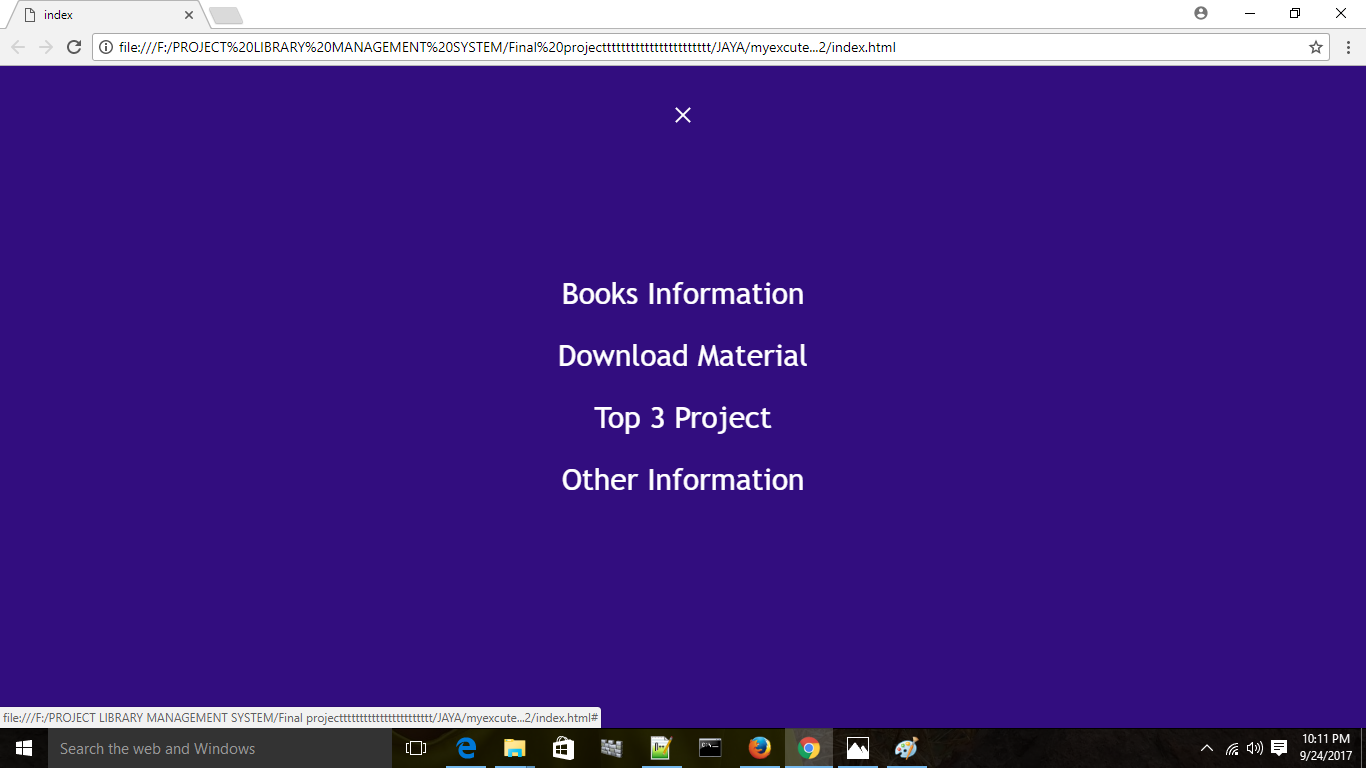 index
file:///F:/PROJECT%20LIBRARY%20MANAGEMENT%20SYSTEM/Final%20projectttttttttttttttttttttttt/JAYA/myexcute...2/index.html
Books Information
Download Material
Top 3 Project
Other Information
file:///F:/PROJECT LIBRARY MANAGEMENT SYSTEM/Final projectttttttttttttttttttttttt/JAYA/myexcute...2/index.html#
Search the web and Windows
10:11 PM
9/24/2017